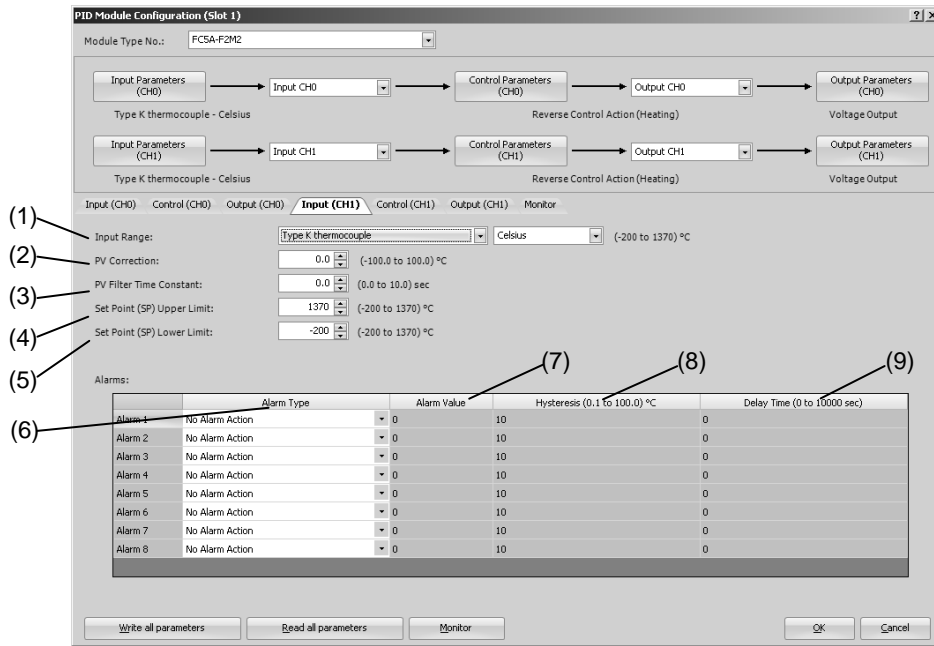 PID Module Configuration (Slot 1)
Module Type No.: FC5A-F2M2
Input Parameters (CH0) Input CH0 Control Parameters (CH0) Output CH0 Output Parameters (CH0)
Type K thermocouple - Celsius Reverse Control Action (Heating) Voltage Output
Input Parameters (CH1) Input CH1 Control Parameters (CH1) Output CH1 Output Parameters (CH1)
Type K thermocouple - Celsius Reverse Control Action (Heating) Voltage Output
Input (CH0) Control (CH0) Output (CH0) Input (CH1) Control (CH1) Output (CH1) Monitor
(1) Input Range: Type K thermocouple Celsius (-200 to 1370) °C
(2) PV Correction: 0.0 (-100.0 to 100.0) °C
(3) PV Filter Time Constant: 0.0 (0.0 to 10.0) sec
(4) Set Point (SP) Upper Limit: 1370 (-200 to 1370) °C
(5) Set Point (SP) Lower Limit: -200 (-200 to 1370) °C
(7) (8) (9)
Alarms:
(6) Alarm Type Alarm Value Hysteresis (0.1 to 100.0) °C Delay Time (0 to 10000 sec)
Alarm 1 No Alarm Action 0 10 0
Alarm 2 No Alarm Action 0 10 0
Alarm 3 No Alarm Action 0 10 0
Alarm 4 No Alarm Action 0 10 0
Alarm 5 No Alarm Action 0 10 0
Alarm 6 No Alarm Action 0 10 0
Alarm 7 No Alarm Action 0 10 0
Alarm 8 No Alarm Action 0 10 0
Write all parameters Read all parameters Monitor OK Cancel